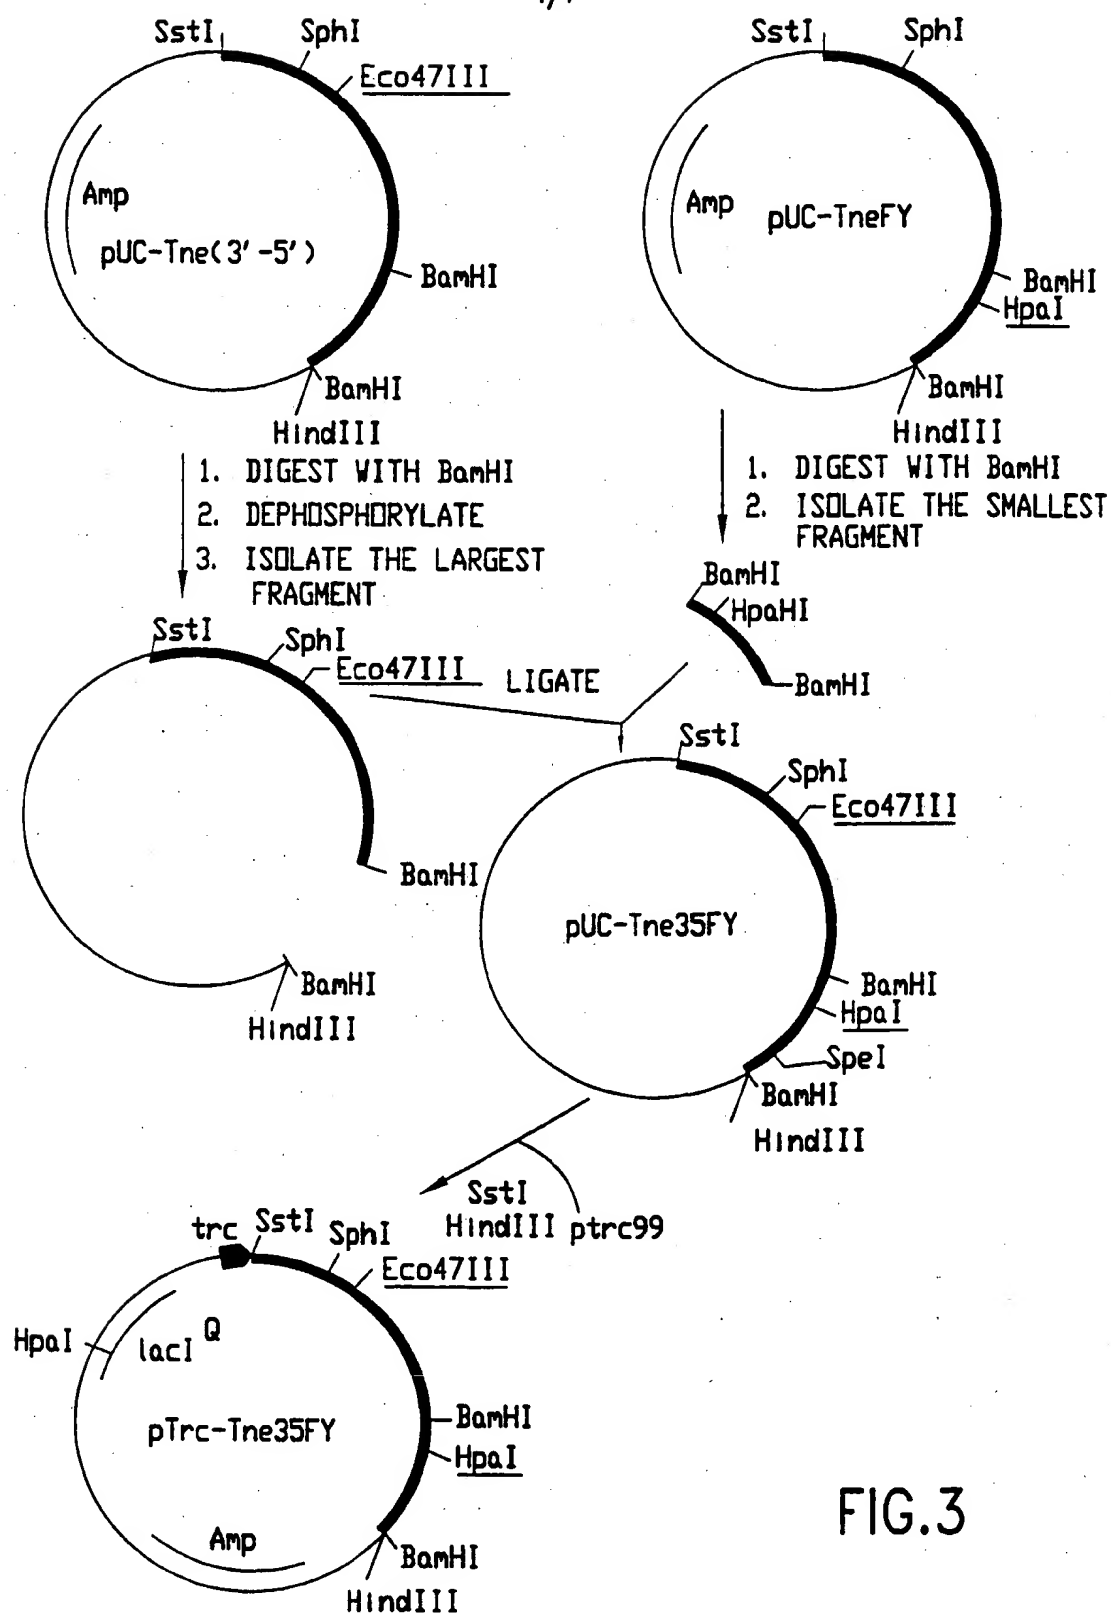 SstI
SphI
Eco47III
Amp
pUC-Tne(3'-5')
BamHI
BamHI
HindIII
SstI
SphI
Amp
pUC-TneFY
BamHI
HpaI
BamHI
HindIII
1. DIGEST WITH BamHI
2. DEPHOSPHORYLATE
3. ISOLATE THE LARGEST
FRAGMENT
1. DIGEST WITH BamHI
2. ISOLATE THE SMALLEST
FRAGMENT
BamHI
HpaHI
BamHI
SstI
SphI
Eco47III
LIGATE
BamHI
BamHI
HindIII
SstI
SphI
Eco47III
pUC-Tne35FY
BamHI
HpaI
SpeI
BamHI
HindIII
SstI
HindIII ptrc99
trc
SstI
SphI
Eco47III
HpaI
lacI Q
pTrc-Tne35FY
BamHI
HpaI
Amp
BamHI
HindIII
FIG.3